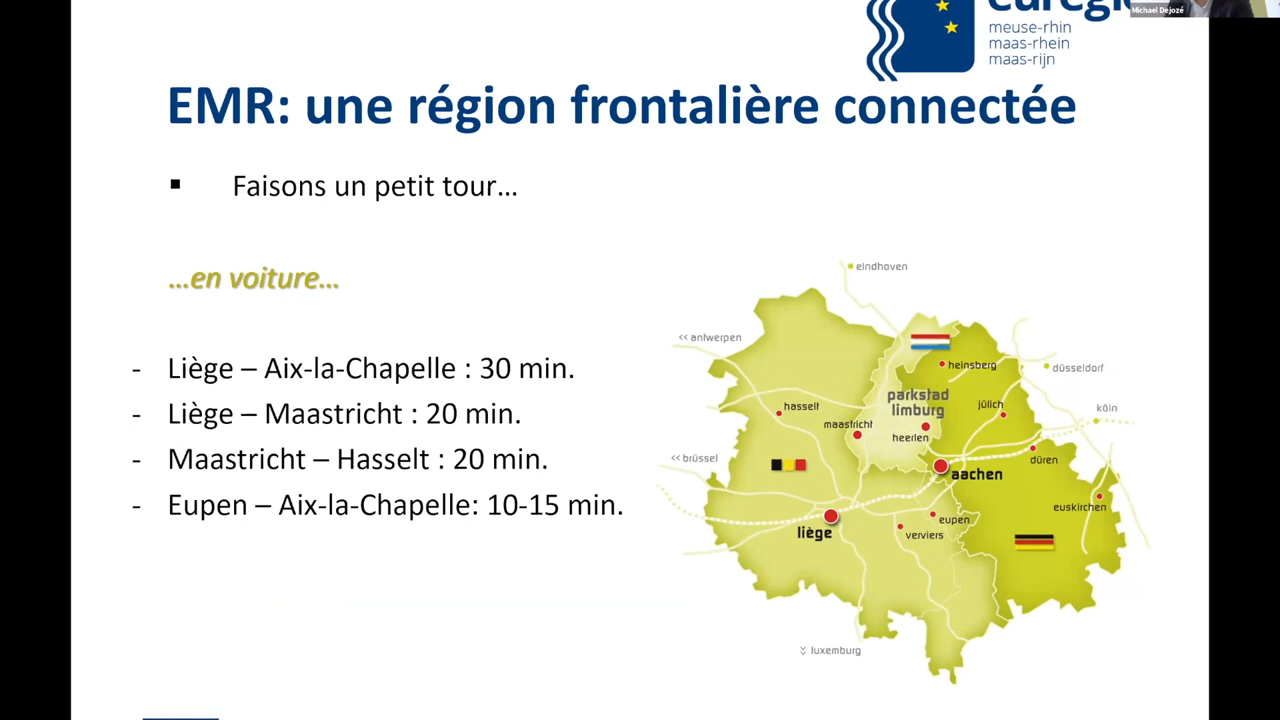 Michael Dejozé
meuse-rhin
maas-rhein
maas-rijn
EMR: une région frontalière connectée
▪ Faisons un petit tour…
…en voiture…
- Liège – Aix-la-Chapelle : 30 min.
- Liège – Maastricht : 20 min.
- Maastricht – Hasselt : 20 min.
- Eupen – Aix-la-Chapelle: 10-15 min.
eindhoven
<< antwerpen
heinsberg
düsseldorf
parkstad
limburg
hasselt
jülich
köln
maastricht
heerlen
<< brüssel
düren
aachen
euskirchen
eupen
liège
verviers
luxemburg